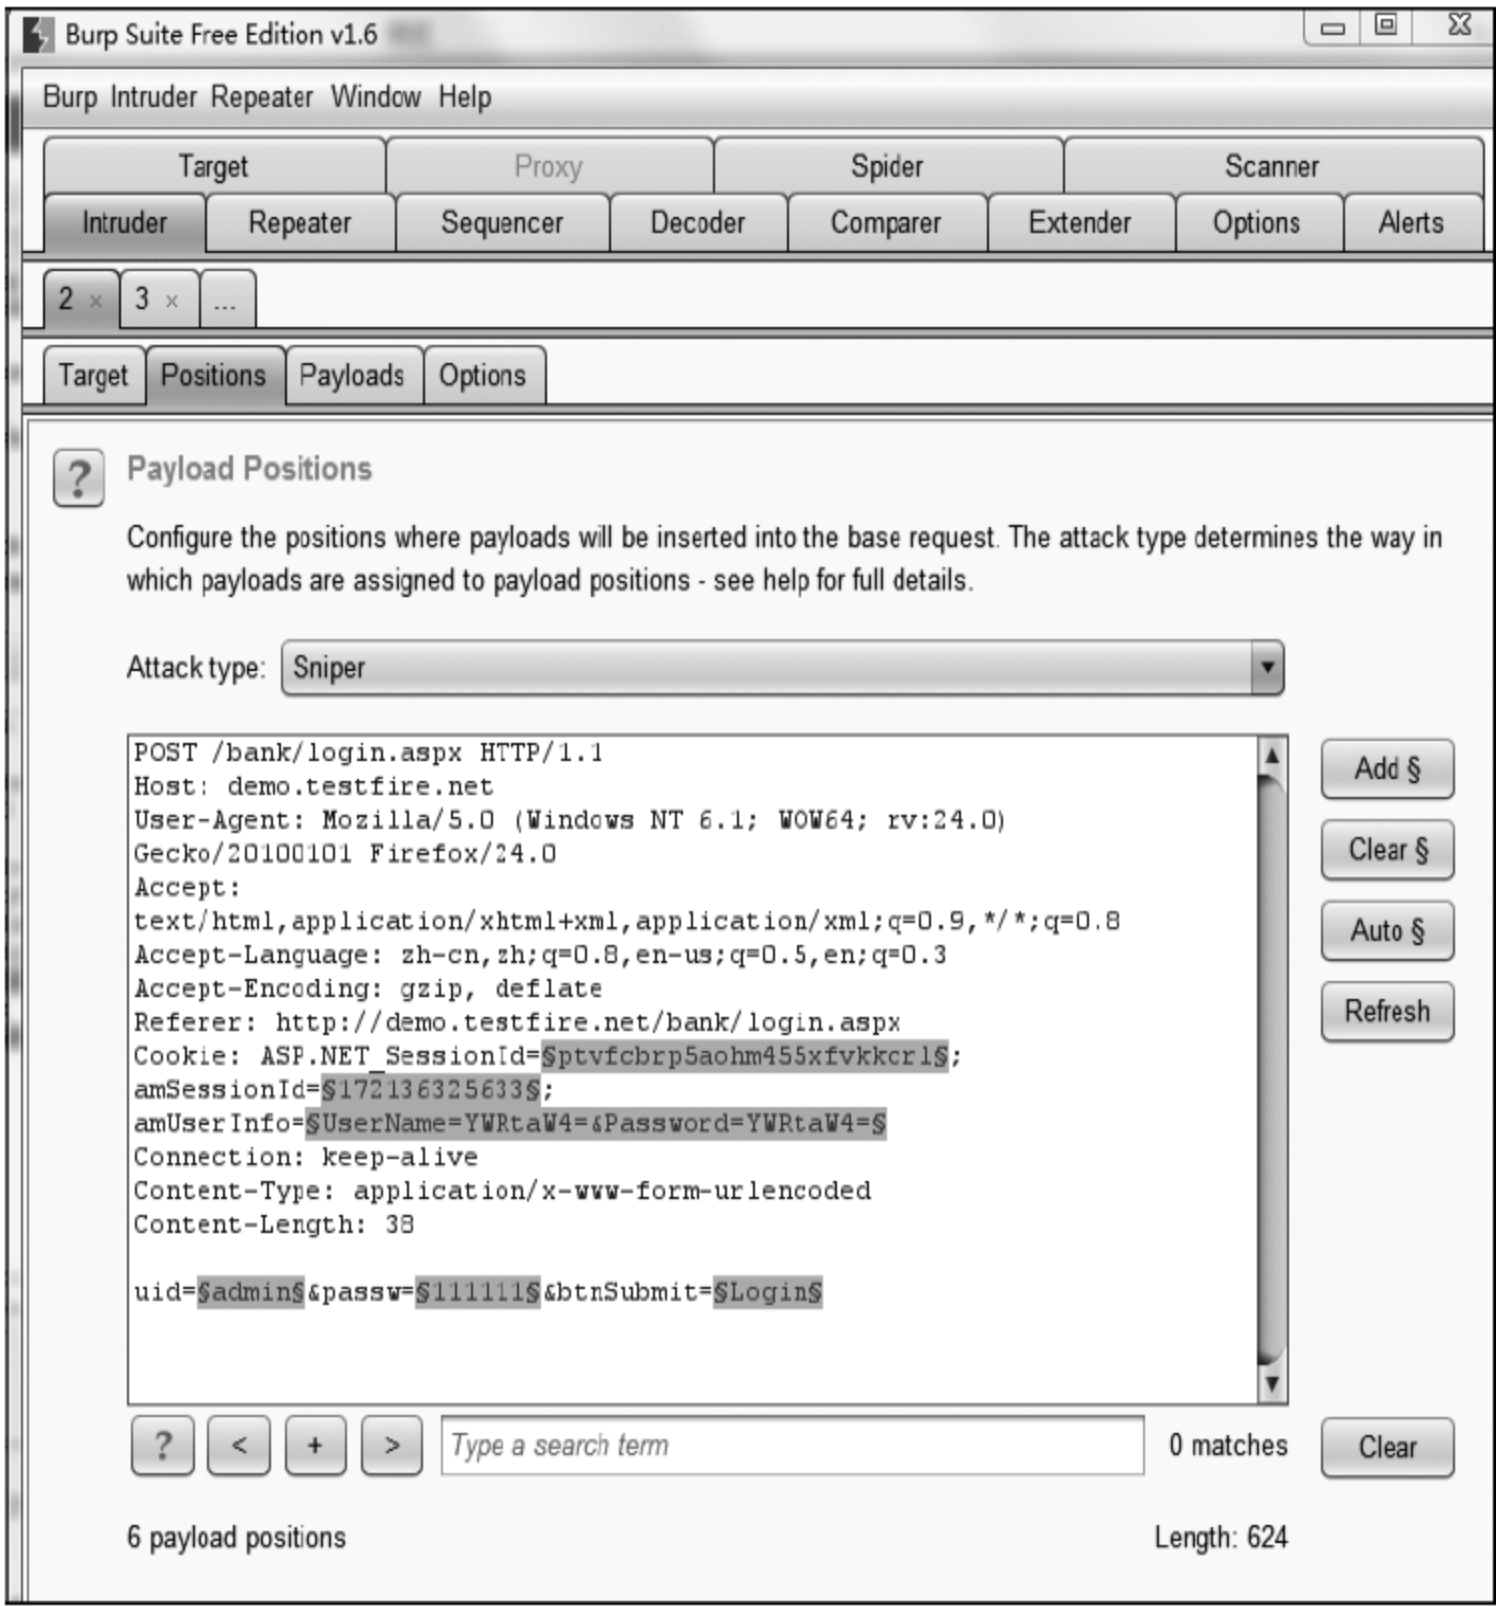 Burp Suite Free Edition v1.6
Burp Intruder Repeater Window Help
Target Proxy Spider Scanner
Intruder Repeater Sequencer Decoder Comparer Extender Options Alerts
2 × 3 × ...
Target Positions Payloads Options
? Payload Positions
Configure the positions where payloads will be inserted into the base request. The attack type determines the way in
which payloads are assigned to payload positions - see help for full details.
Attack type: Sniper
POST /bank/login.aspx HTTP/1.1
Host: demo.testfire.net
User-Agent: Mozilla/5.0 (Windows NT 6.1; WOW64; rv:24.0)
Gecko/20100101 Firefox/24.0
Accept:
text/html,application/xhtml+xml,application/xml;q=0.9,*/*;q=0.8
Accept-Language: zh-cn,zh;q=0.8,en-us;q=0.5,en;q=0.3
Accept-Encoding: gzip, deflate
Referer: http://demo.testfire.net/bank/login.aspx
Cookie: ASP.NET_SessionId=§ptvfcbrp5aohm455xfvkkcrl§;
amSessionId=§172136325633§;
amUserInfo=§UserName=YWRtaW4=&Password=YWRtaW4=§
Connection: keep-alive
Content-Type: application/x-www-form-urlencoded
Content-Length: 38
uid=§admin§&passw=§111111§&btnSubmit=§Login§
Add §
Clear §
Auto §
Refresh
? < + > Type a search term 0 matches Clear
6 payload positions Length: 624